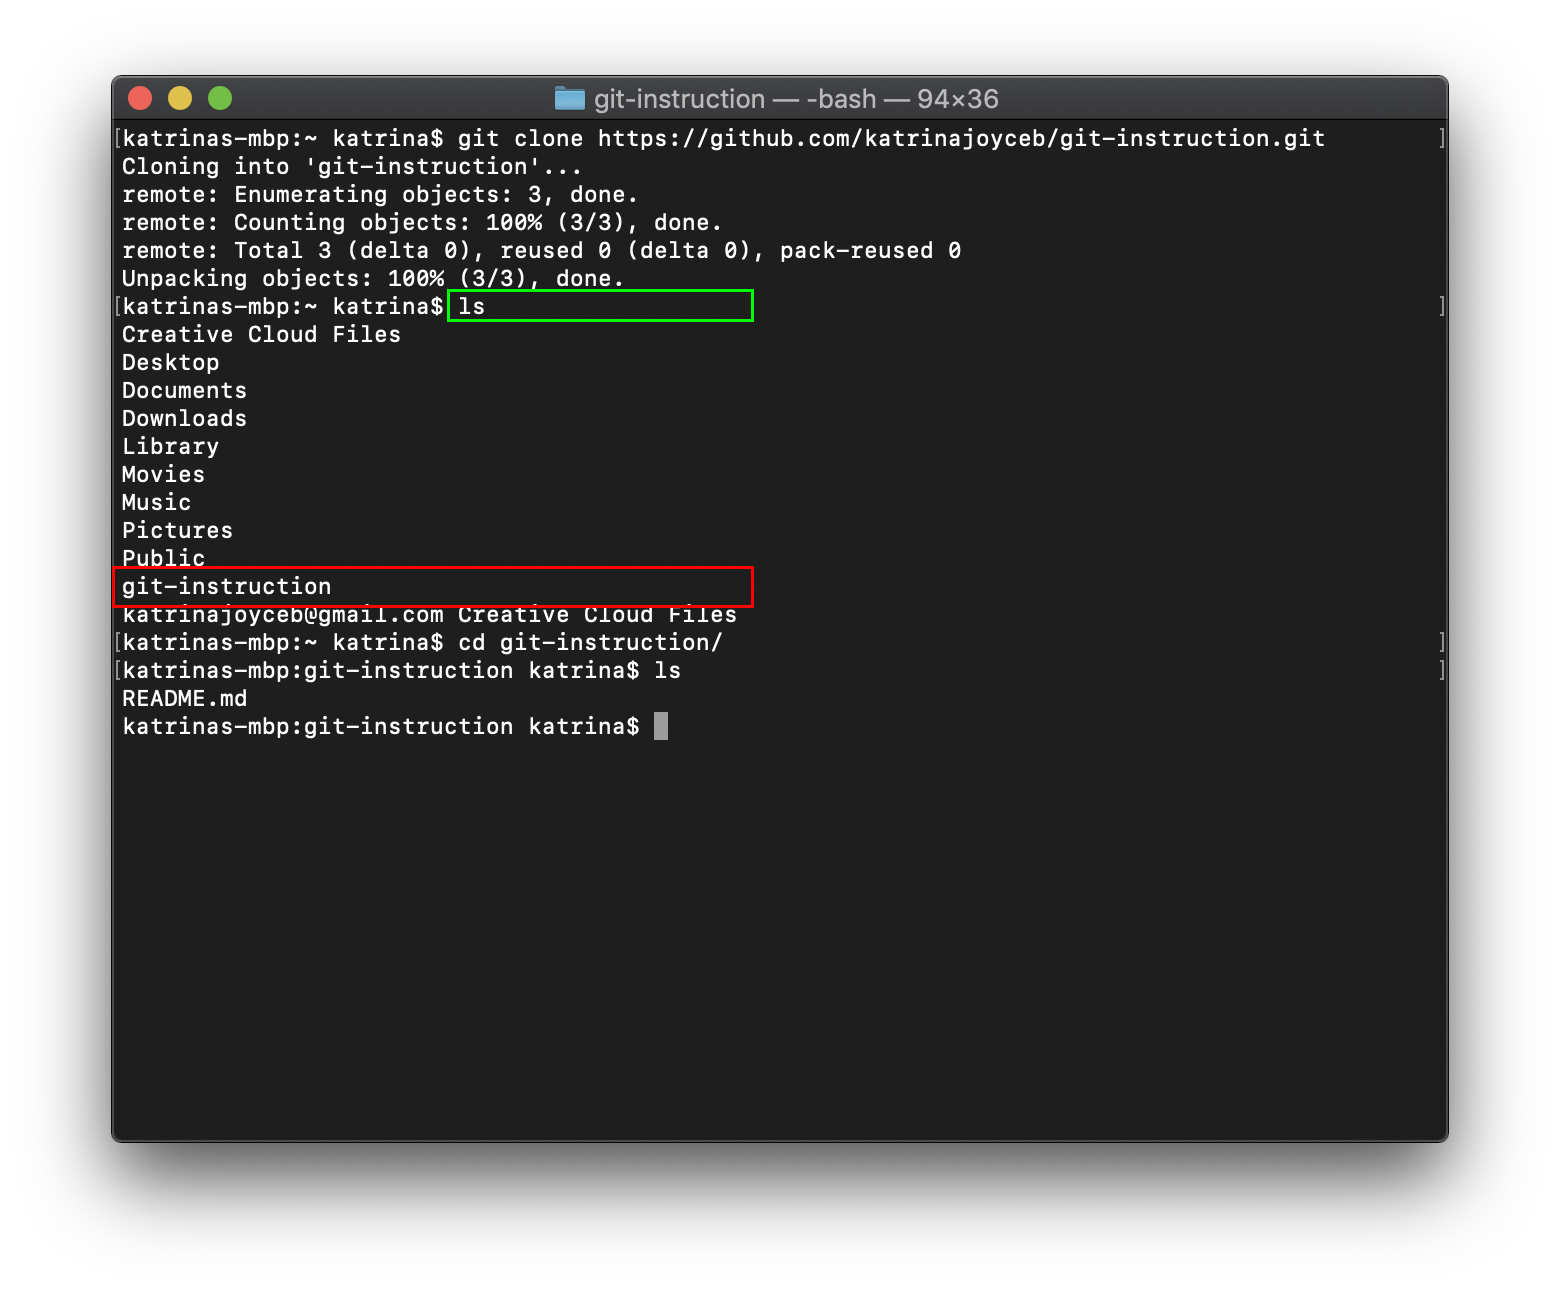 git-instruction — -bash — 94×36
[katrinas-mbp:~ katrina$ git clone https://github.com/katrinajoyceb/git-instruction.git ]
Cloning into 'git-instruction'...
remote: Enumerating objects: 3, done.
remote: Counting objects: 100% (3/3), done.
remote: Total 3 (delta 0), reused 0 (delta 0), pack-reused 0
Unpacking objects: 100% (3/3), done.
[katrinas-mbp:~ katrina$ ls ]
Creative Cloud Files
Desktop
Documents
Downloads
Library
Movies
Music
Pictures
Public
git-instruction
katrinajoyceb@gmail.com Creative Cloud Files
[katrinas-mbp:~ katrina$ cd git-instruction/ ]
[katrinas-mbp:git-instruction katrina$ ls ]
README.md
katrinas-mbp:git-instruction katrina$